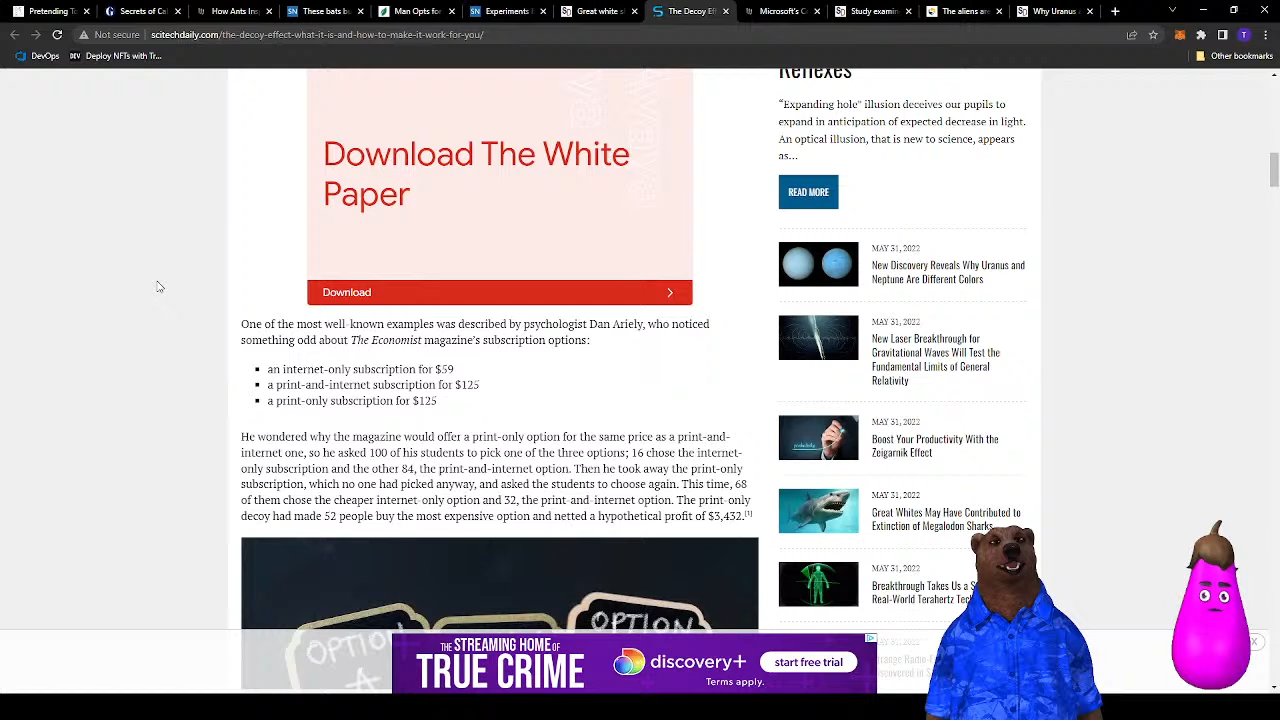 Pretending To
Secrets of Cal
How Ants Insp
These bats bu
Man Opts for
Experiments F
Great white sh
The Decoy Effe
Microsoft's C
Study examin
The aliens are
Why Uranus a
Not secure
scitechdaily.com/the-decoy-effect-what-it-is-and-how-to-make-it-work-for-you/
DevOps
Deploy NFTs with Tr...
Other bookmarks
Download The White
Paper
Download
One of the most well-known examples was described by psychologist Dan Ariely, who noticed
something odd about The Economist magazine's subscription options:
an internet-only subscription for $59
a print-and-internet subscription for $125
a print-only subscription for $125
He wondered why the magazine would offer a print-only option for the same price as a print-and-
internet one, so he asked 100 of his students to pick one of the three options; 16 chose the internet-
only subscription and the other 84, the print-and-internet option. Then he took away the print-only
subscription, which no one had picked anyway, and asked the students to choose again. This time, 68
of them chose the cheaper internet-only option and 32, the print-and-internet option. The print-only
decoy had made 52 people buy the most expensive option and netted a hypothetical profit of $3,432.[1]
OPTION
A
OPTION
Reflexes
"Expanding hole" illusion deceives our pupils to
expand in anticipation of expected decrease in light.
An optical illusion, that is new to science, appears
as...
READ MORE
MAY 31, 2022
New Discovery Reveals Why Uranus and
Neptune Are Different Colors
MAY 31, 2022
New Laser Breakthrough for
Gravitational Waves Will Test the
Fundamental Limits of General
Relativity
MAY 31, 2022
Boost Your Productivity With the
Zeigarnik Effect
productivity
MAY 31, 2022
Great Whites May Have Contributed to
Extinction of Megalodon Sharks
MAY 31, 2022
Breakthrough Takes Us a S
Real-World Terahertz Tec
THE STREAMING HOME OF
TRUE CRIME
discovery+
start free trial
Terms apply.